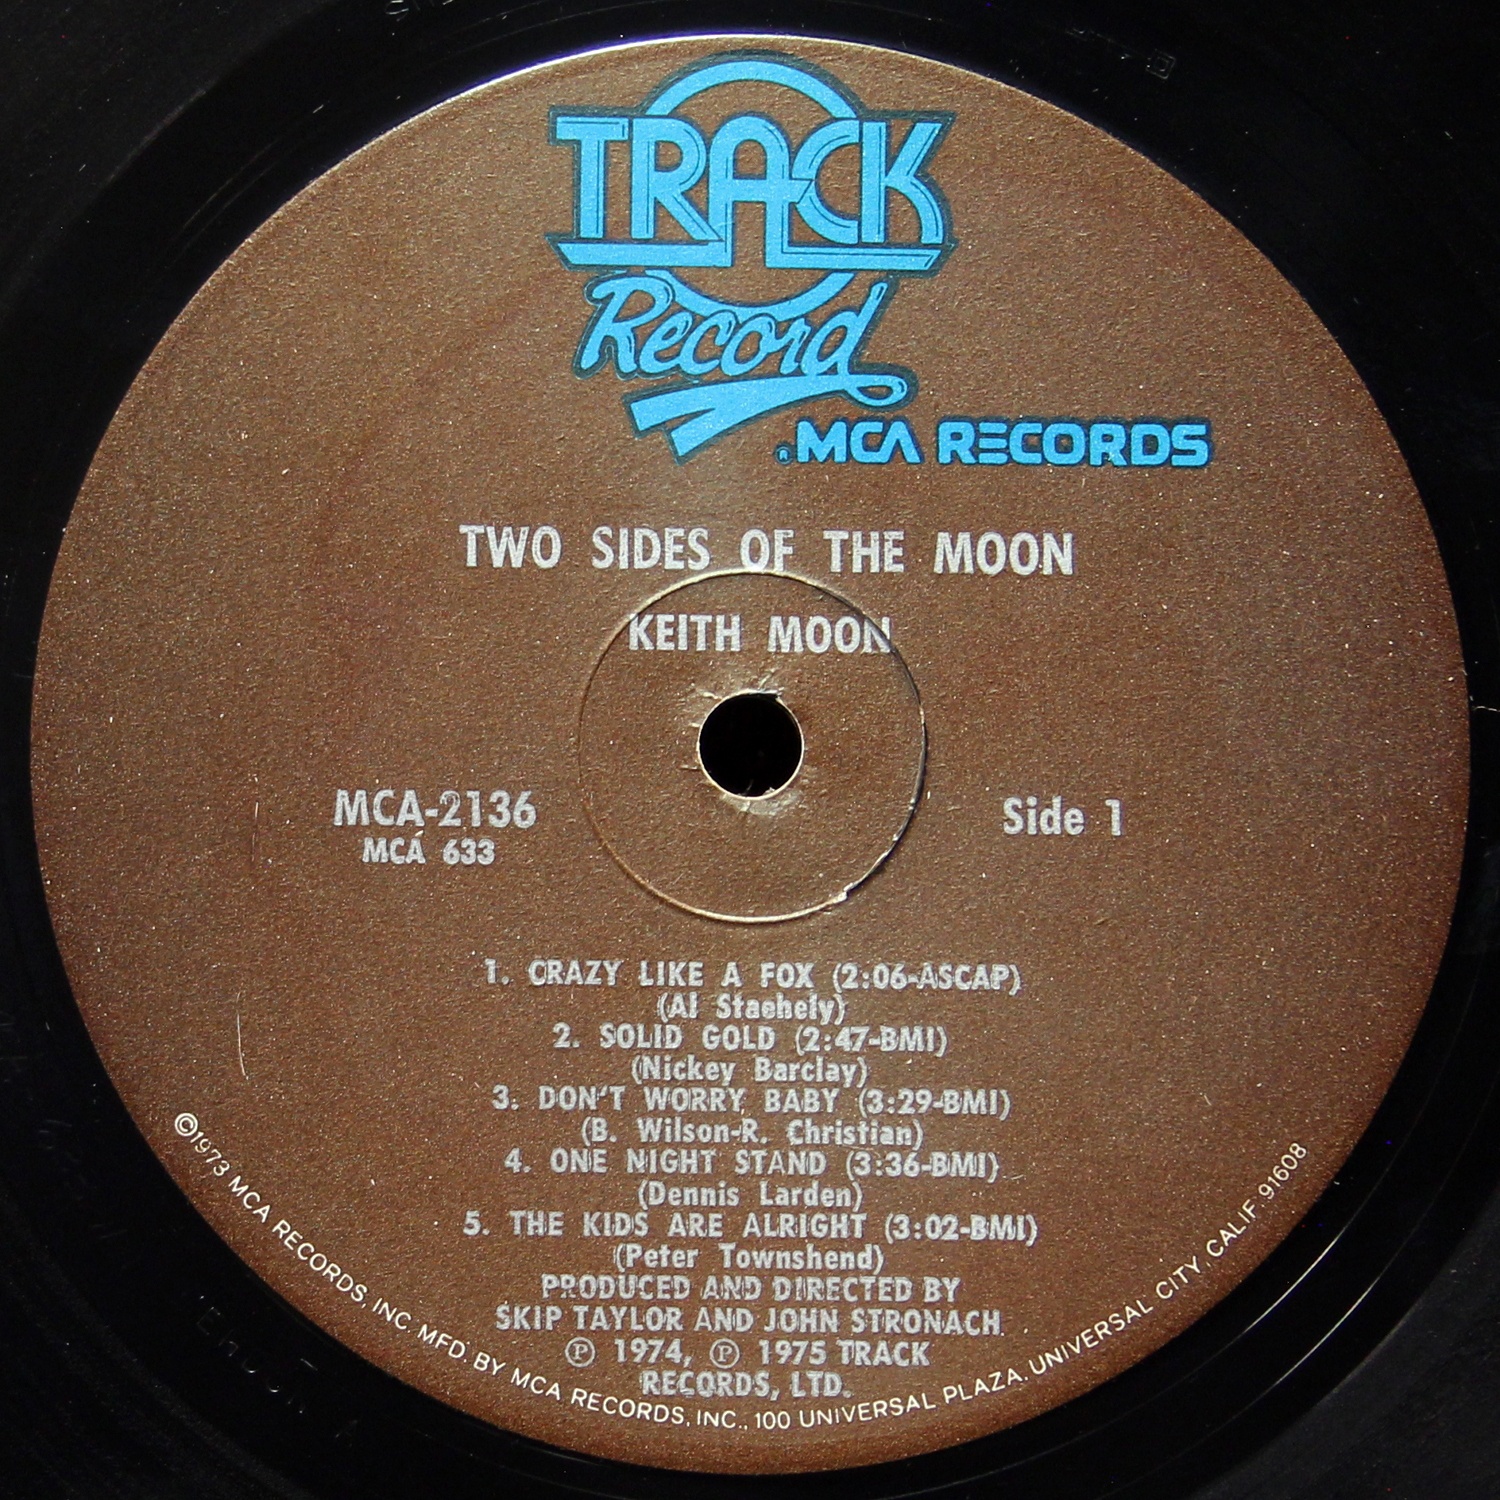 TRACK
Record
MCA RECORDS
TWO SIDES OF THE MOON
KEITH MOON
MCA-2136
MCA 633
Side 1
1. CRAZY LIKE A FOX (2:06-ASCAP)
(Al Staehely)
2. SOLID GOLD (2:47-BMI)
(Nickey Barclay)
3. DON'T WORRY BABY (3:29-BMI)
(B. Wilson-R. Christian)
4. ONE NIGHT STAND (3:36-BMI)
(Dennis Larden)
5. THE KIDS ARE ALRIGHT (3:02-BMI)
(Peter Townshend)
PRODUCED AND DIRECTED BY
SKIP TAYLOR AND JOHN STRONACH
Ⓟ 1974, Ⓟ 1975 TRACK
RECORDS, LTD.
©1973 MCA RECORDS, INC. MFD. BY MCA RECORDS, INC., 100 UNIVERSAL PLAZA, UNIVERSAL CITY, CALIF. 91608